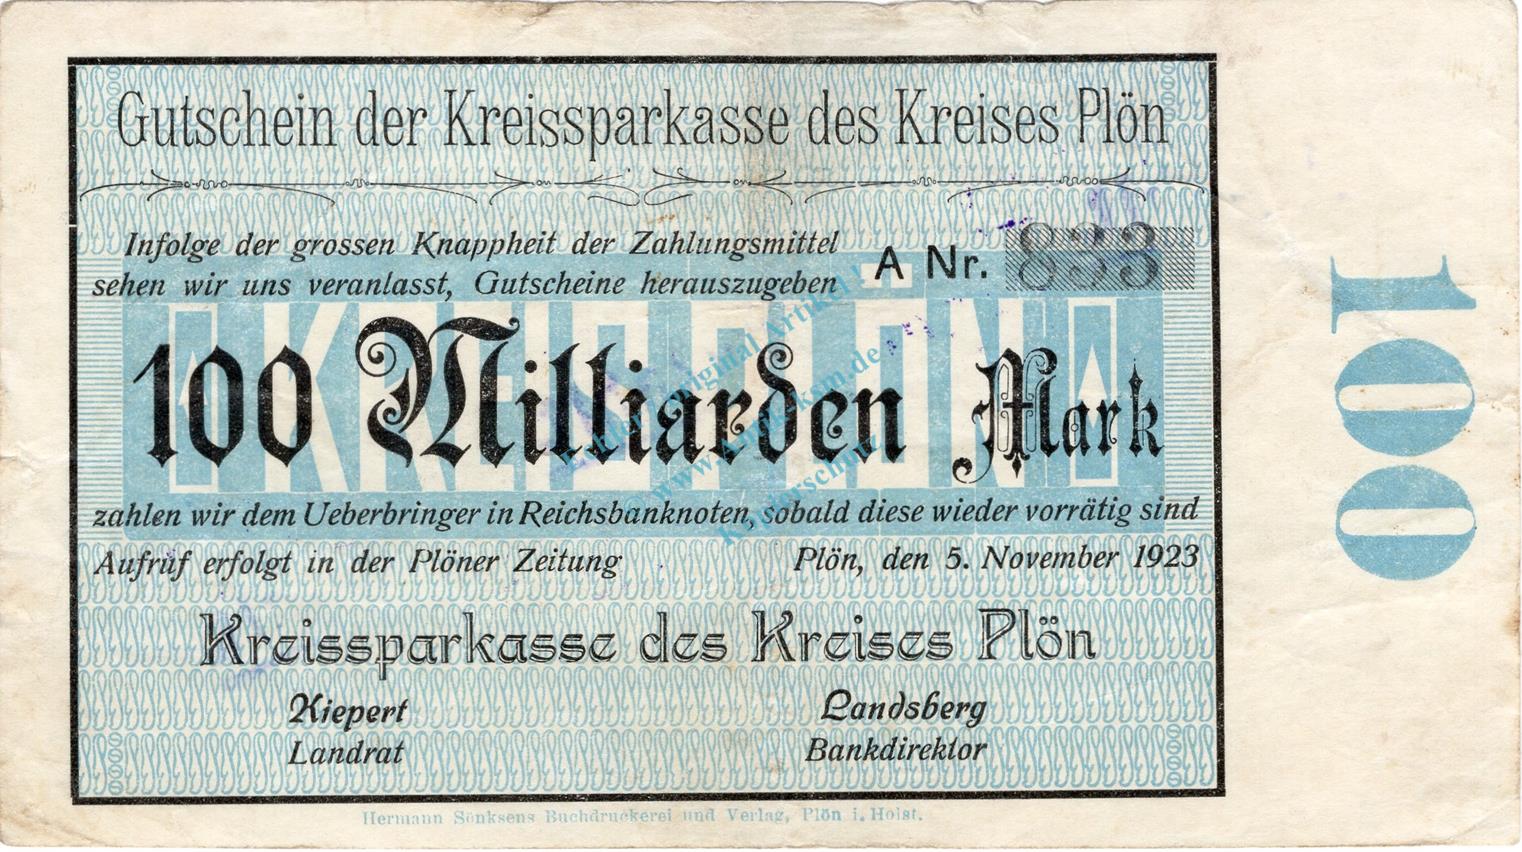 Gutschein der Kreissparkasse des Kreises Plön
Infolge der grossen Knappheit der Zahlungsmittel
sehen wir uns veranlasst, Gutscheine herauszugeben
A Nr. 833
100 Milliarden Mark
zahlen wir dem Ueberbringer in Reichsbanknoten, sobald diese wieder vorrätig sind
Aufruf erfolgt in der Plöner Zeitung
Plön, den 5. November 1923
Kreissparkasse des Kreises Plön
Kiepert
Landrat
Landsberg
Bankdirektor
Hermann Sönksens Buchdruckerei und Verlag, Plön i. Holst.
100